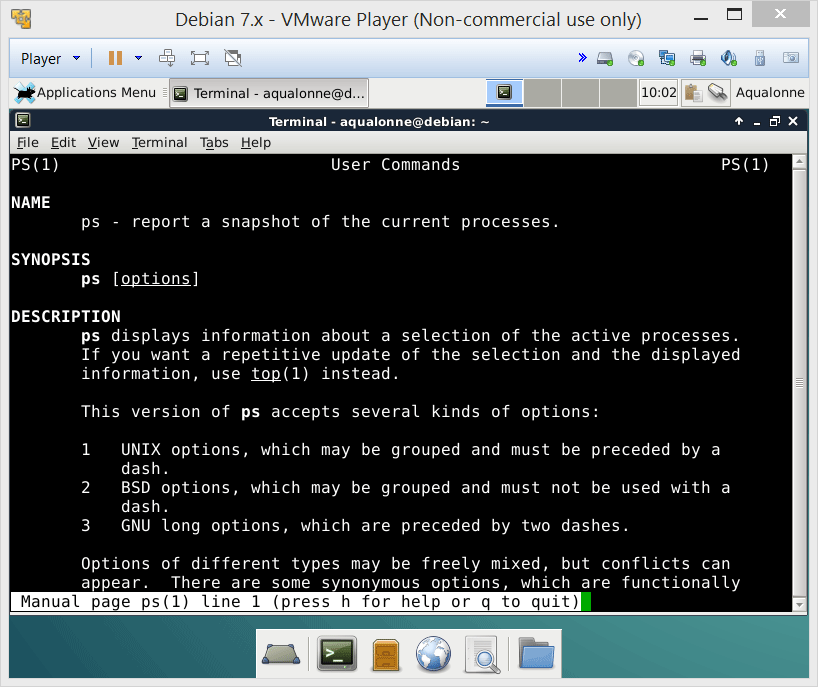 Debian 7.x - VMware Player (Non-commercial use only)
Player
Applications Menu
Terminal - aqualonne@d...
10:02
Aqualonne
Terminal - aqualonne@debian: ~
File Edit View Terminal Tabs Help
PS(1) User Commands PS(1)
NAME
ps - report a snapshot of the current processes.
SYNOPSIS
ps [options]
DESCRIPTION
ps displays information about a selection of the active processes.
If you want a repetitive update of the selection and the displayed
information, use top(1) instead.
This version of ps accepts several kinds of options:
1 UNIX options, which may be grouped and must be preceded by a
dash.
2 BSD options, which may be grouped and must not be used with a
dash.
3 GNU long options, which are preceded by two dashes.
Options of different types may be freely mixed, but conflicts can
appear. There are some synonymous options, which are functionally
Manual page ps(1) line 1 (press h for help or q to quit)